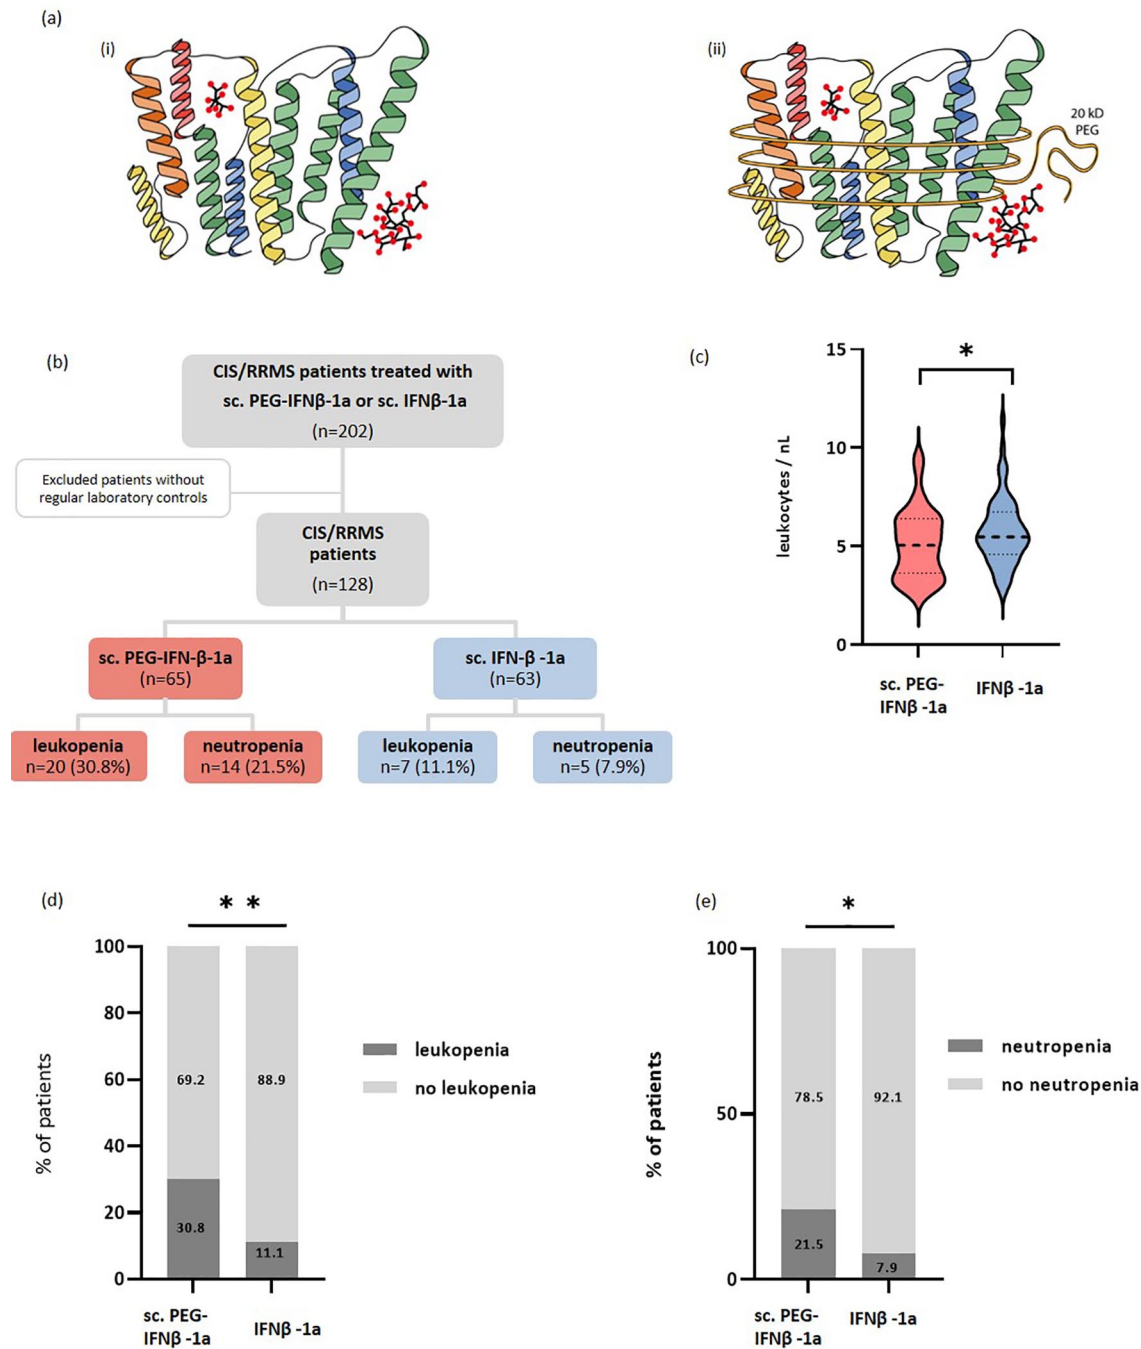 (a)
(i)
(ii)
20 kD
PEG
(b)
CIS/RRMS patients treated with
sc. PEG-IFNβ-1a or sc. IFNβ-1a
(n=202)
Excluded patients without
regular laboratory controls
CIS/RRMS
patients
(n=128)
sc. PEG-IFN-β-1a
(n=65)
sc. IFN-β -1a
(n=63)
leukopenia
n=20 (30.8%)
neutropenia
n=14 (21.5%)
leukopenia
n=7 (11.1%)
neutropenia
n=5 (7.9%)
(c)
*
leukocytes / nL
15
10
5
0
sc. PEG-
IFNβ -1a
IFNβ -1a
(d)
* *
% of patients
100
80
60
40
20
0
69.2
88.9
30.8
11.1
leukopenia
no leukopenia
sc. PEG-
IFNβ -1a
IFNβ -1a
(e)
*
% of patients
100
50
0
78.5
92.1
21.5
7.9
neutropenia
no neutropenia
sc. PEG-
IFNβ -1a
IFNβ -1a